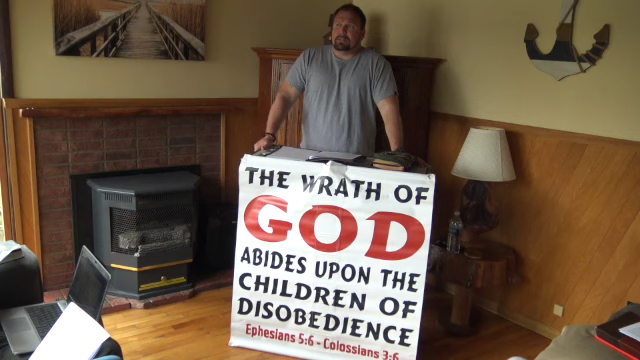 THE WRATH OF
GOD
ABIDES UPON THE
CHILDREN OF
DISOBEDIENCE
Ephesians 5:6 - Colossians 3:6